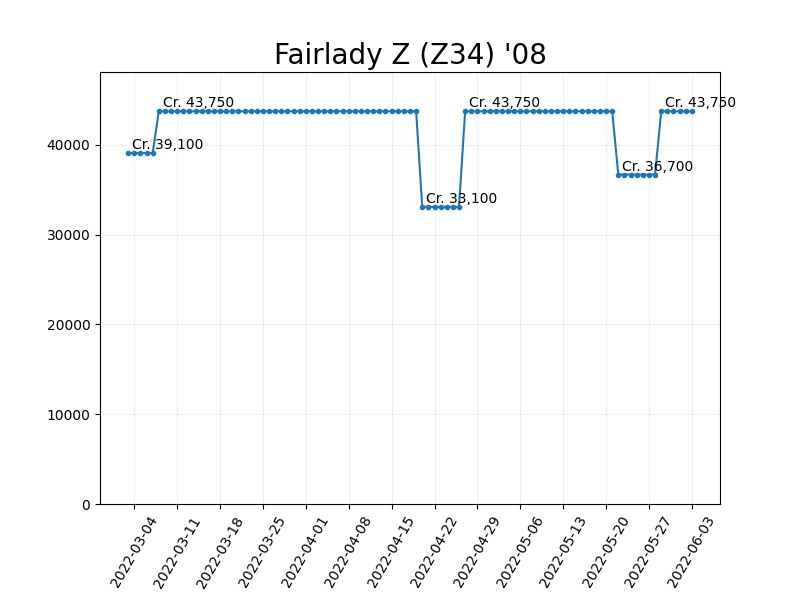 Fairlady Z (Z34) '08
Cr. 43,750
Cr. 43,750
Cr. 43,750
Cr. 39,100
Cr. 36,700
Cr. 33,100
40000
30000
20000
10000
0
2022-03-04
2022-03-11
2022-03-18
2022-03-25
2022-04-01
2022-04-08
2022-04-15
2022-04-22
2022-04-29
2022-05-06
2022-05-13
2022-05-20
2022-05-27
2022-06-03